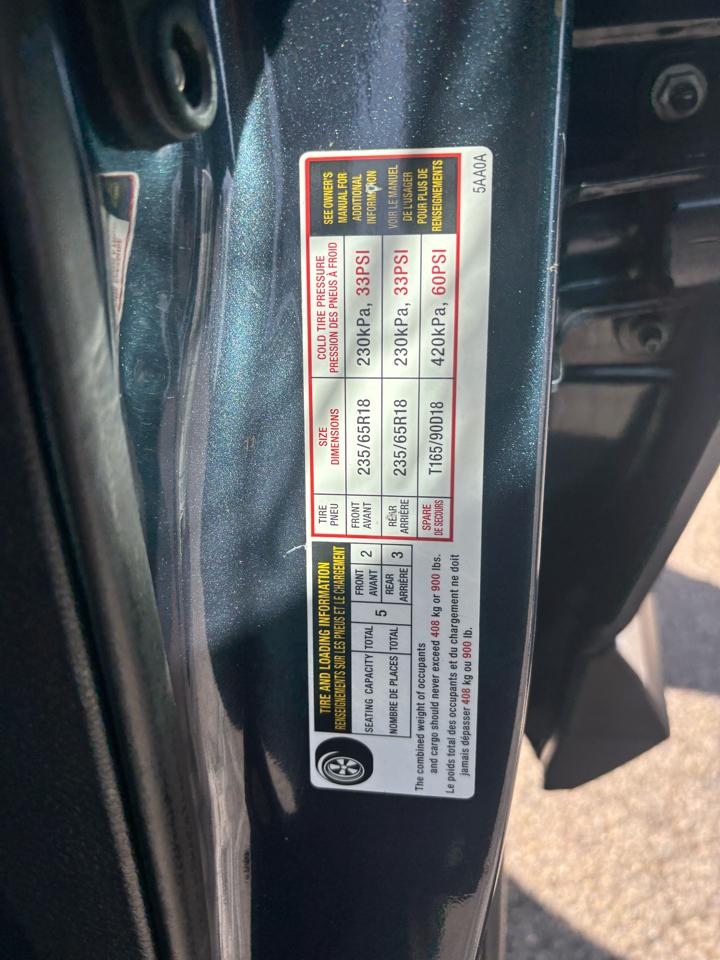 TIRE AND LOADING INFORMATION
RENSEIGNEMENTS SUR LES PNEUS ET LE CHARGEMENT
SEATING CAPACITY TOTAL 5 FRONT AVANT 2
NOMBRE DE PLACES TOTAL REAR ARRIÈRE 3
The combined weight of occupants
and cargo should never exceed 408 kg or 900 lbs.
Le poids total des occupants et du chargement ne doit
jamais dépasser 408 kg ou 900 lb.
TIRE PNEU
SIZE DIMENSIONS
COLD TIRE PRESSURE
PRESSION DES PNEUS À FROID
FRONT AVANT 235/65R18 230kPa, 33PSI
REAR ARRIÈRE 235/65R18 230kPa, 33PSI
SPARE DE SECOURS T165/90D18 420kPa, 60PSI
SEE OWNER'S
MANUAL FOR
ADDITIONAL
INFORMATION
VOIR LE MANUEL
DE L'USAGER
POUR PLUS DE
RENSEIGNEMENTS
5AA0A